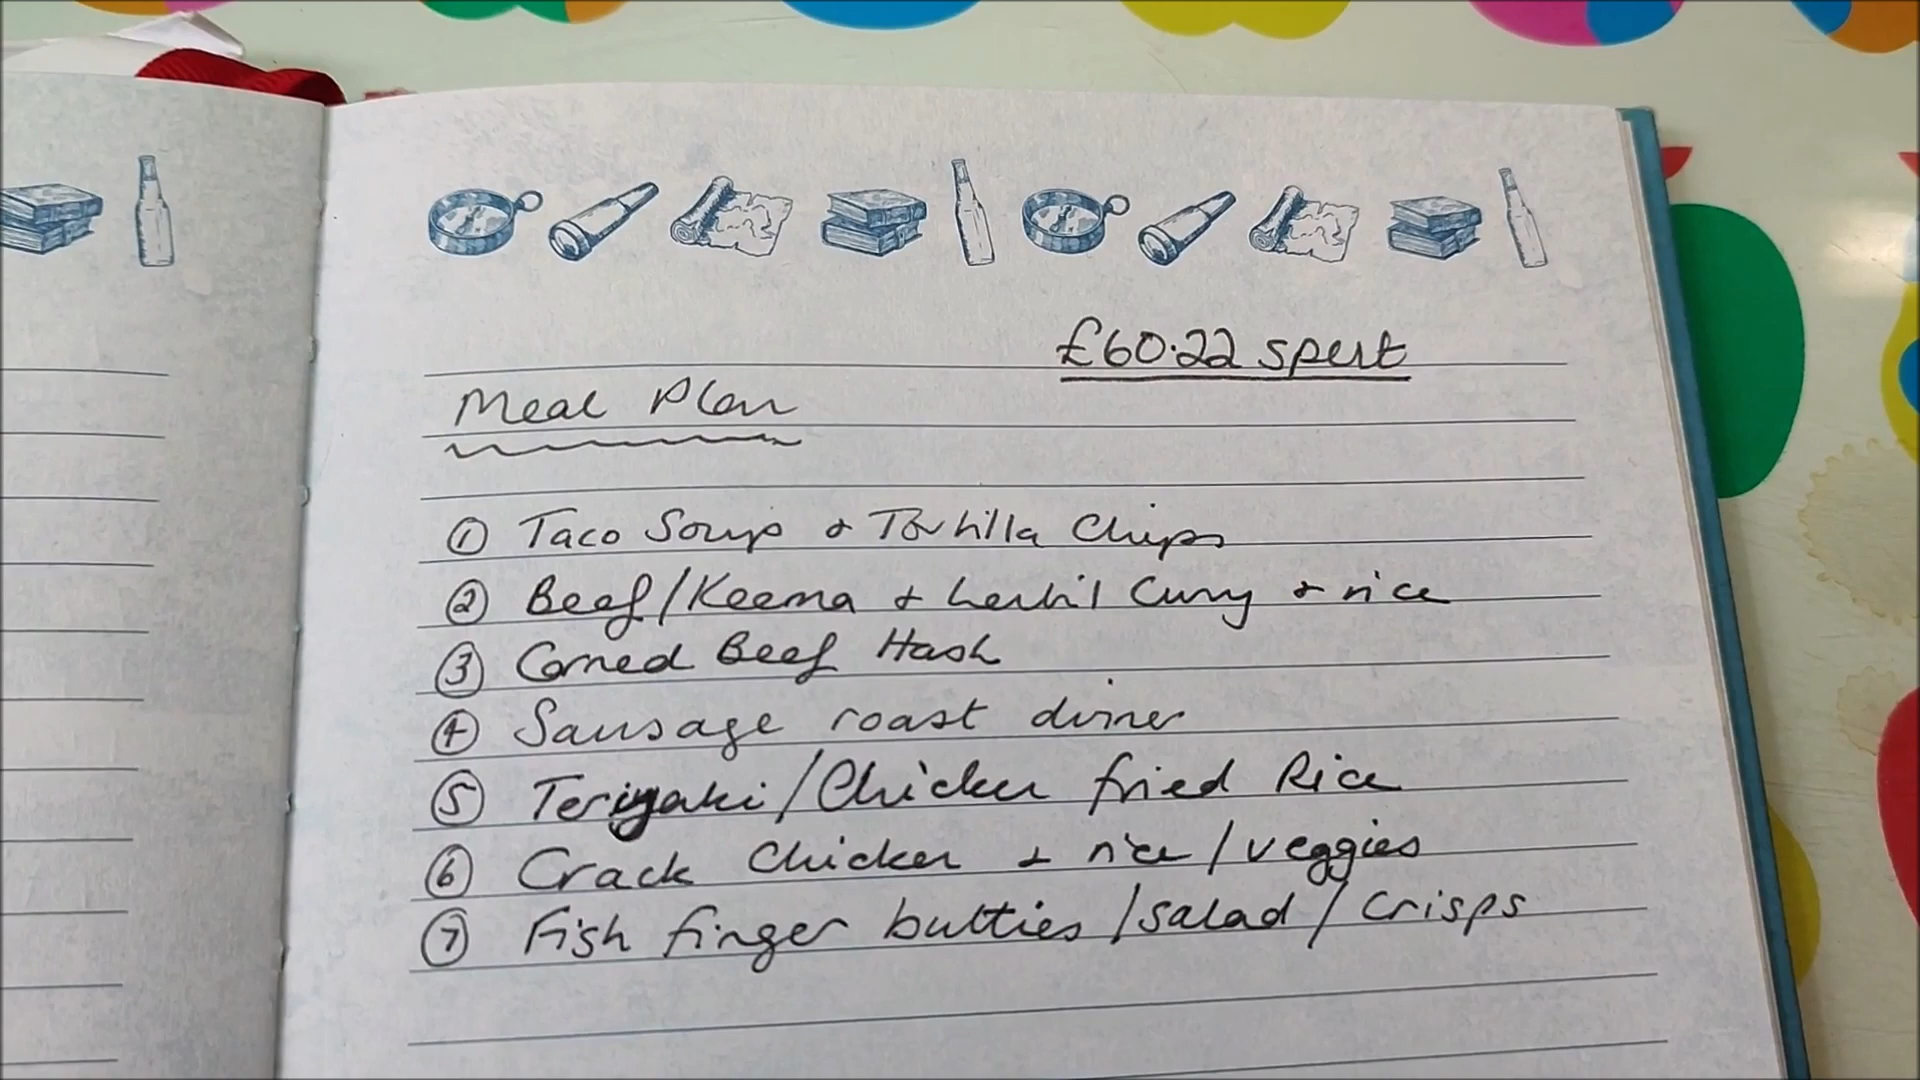 £60.22 spent
Meal Plan
① Taco Soup & Tortilla Chips
② Beef/Keema & Lentil Curry & rice
③ Corned Beef Hash
④ Sausage roast dinner
⑤ Teriyaki/Chicken fried Rice
⑥ Crack Chicken & rice/veggies
⑦ Fish finger butties/salad/crisps